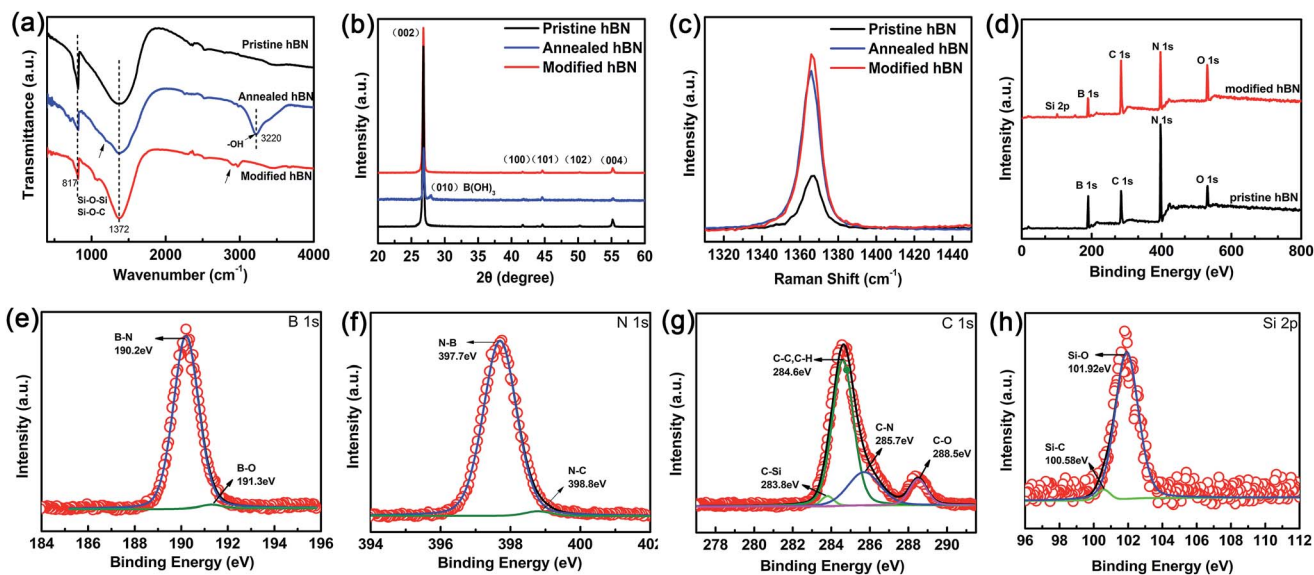 (a)
Transmittance (a.u.)
Pristine hBN
Annealed hBN
-OH
3220
Modified hBN
817
Si-O-Si
Si-O-C
1372
1000 2000 3000 4000
Wavenumber (cm-1)
(b)
Intensity (a.u.)
(002)
Pristine hBN
Annealed hBN
Modified hBN
(100) (101) (102) (004)
(010) B(OH)3
20 25 30 35 40 45 50 55 60
2θ (degree)
(c)
Intensity (a.u.)
Pristine hBN
Annealed hBN
Modified hBN
1320 1340 1360 1380 1400 1420 1440
Raman Shift (cm-1)
(d)
Intensity (a.u.)
Si 2p
B 1s
C 1s
N 1s
O 1s
modified hBN
B 1s
C 1s
N 1s
O 1s
pristine hBN
0 200 400 600 800
Binding Energy (eV)
(e)
B 1s
Intensity (a.u.)
B-N
190.2eV
B-O
191.3eV
184 186 188 190 192 194 196
Binding Energy (eV)
(f)
N 1s
Intensity (a.u.)
N-B
397.7eV
N-C
398.8eV
394 396 398 400 402
Binding Energy (eV)
(g)
C 1s
Intensity (a.u.)
C-C,C-H
284.6eV
C-N
285.7eV
C-O
288.5eV
C-Si
283.8eV
278 280 282 284 286 288 290
Binding Energy (eV)
(h)
Si 2p
Intensity (a.u.)
Si-O
101.92eV
Si-C
100.58eV
96 98 100 102 104 106 108 110 112
Binding Energy (eV)